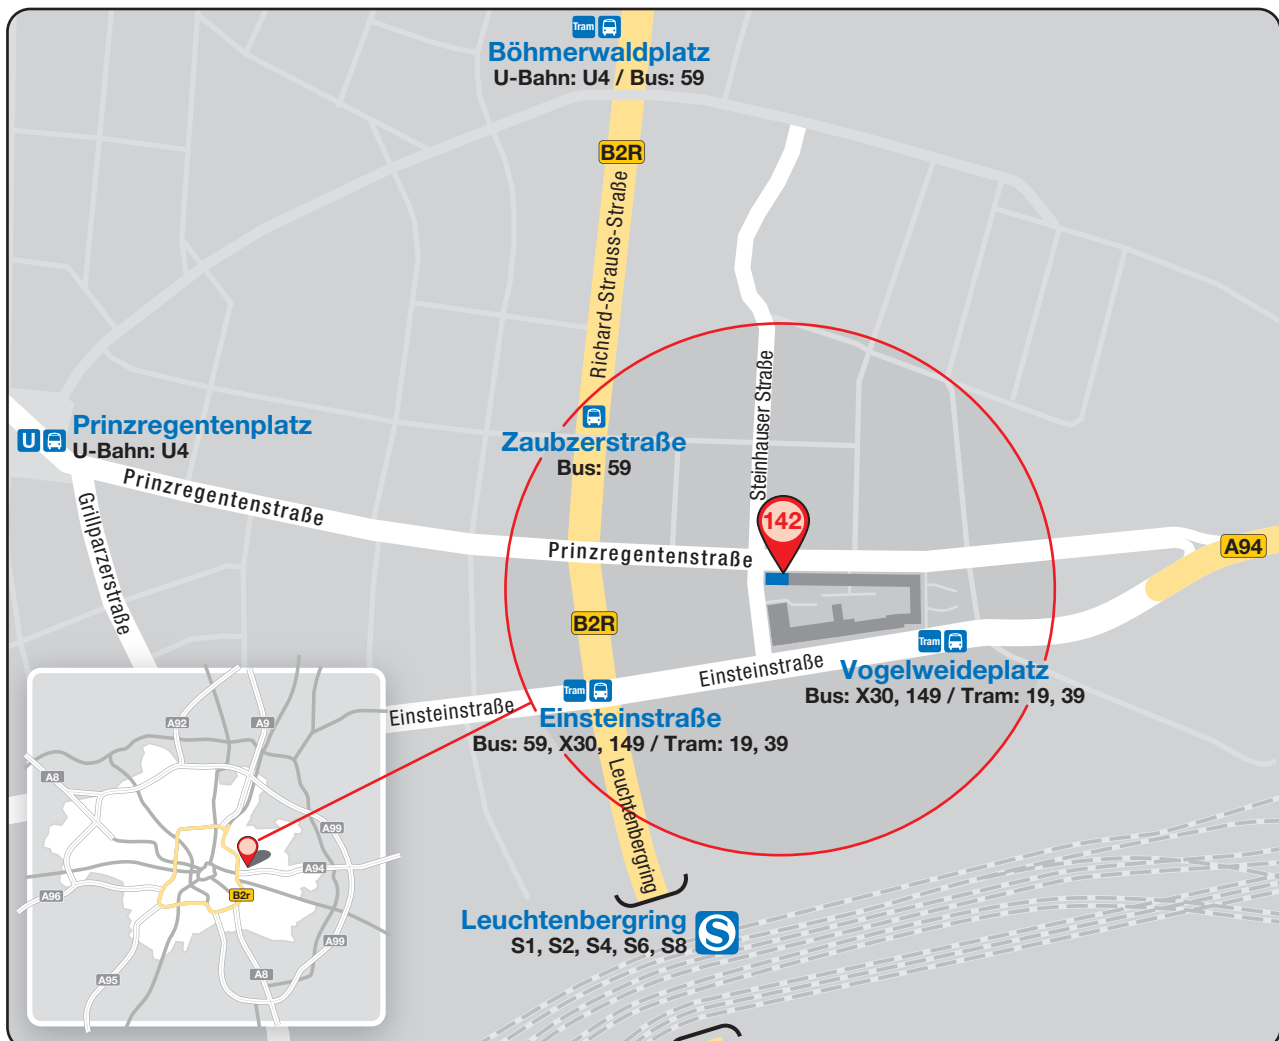 Tram
Böhmerwaldplatz
U-Bahn: U4 / Bus: 59
B2R
Richard-Strauss-Straße
Steinhauser Straße
U
Prinzregentenplatz
U-Bahn: U4
Zaubzerstraße
Bus: 59
Prinzregentenstraße
Grillparzerstraße
142
Prinzregentenstraße
A94
B2R
Tram
Vogelweideplatz
Bus: X30, 149 / Tram: 19, 39
Einsteinstraße
Einsteinstraße
Tram
Einsteinstraße
Bus: 59, X30, 149 / Tram: 19, 39
Leuchtenbergring
Leuchtenbergring
S1, S2, S4, S6, S8
S
A92
A9
A8
A99
A94
A96
B2r
A99
A8
A95